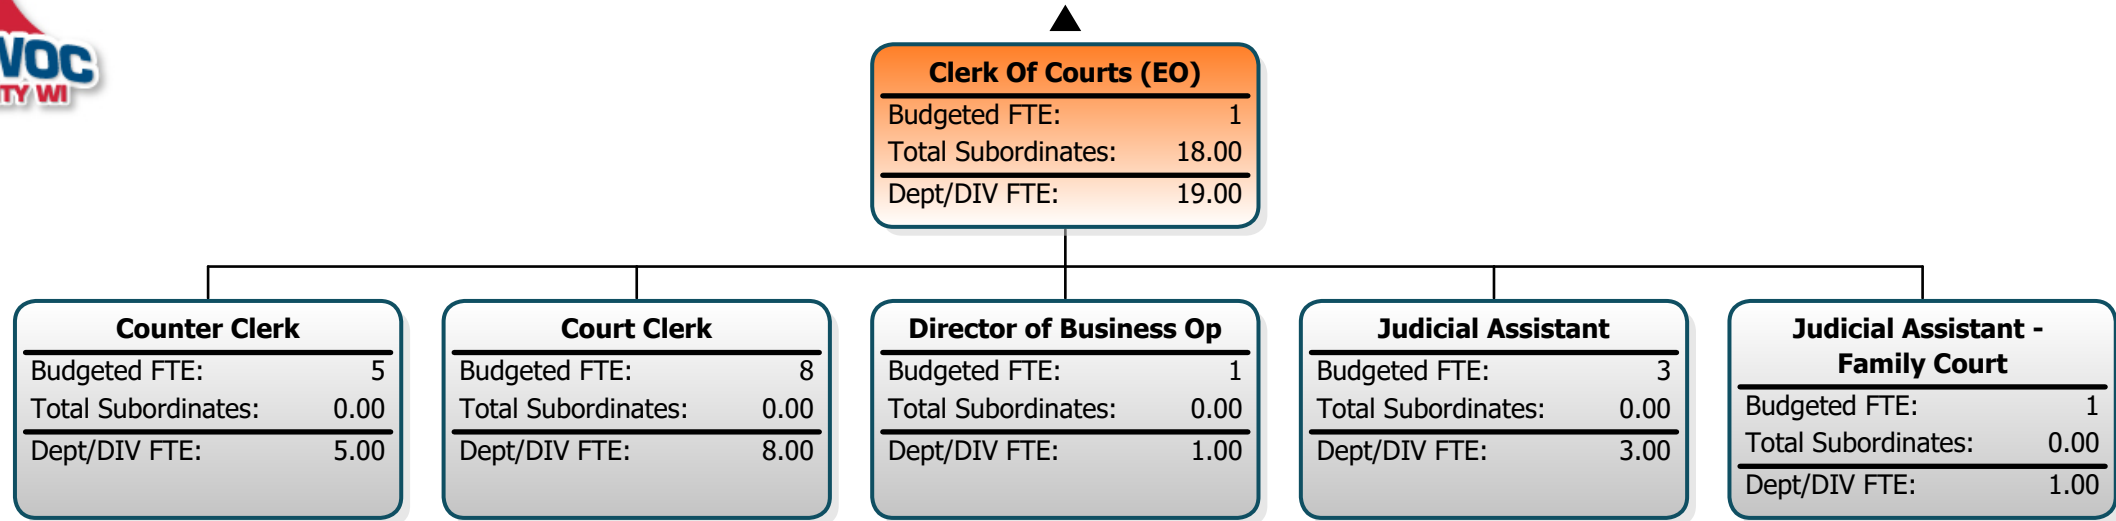 WOC
TY WI
Clerk Of Courts (EO)
Budgeted FTE: 1
Total Subordinates: 18.00
Dept/DIV FTE: 19.00
Counter Clerk
Budgeted FTE: 5
Total Subordinates: 0.00
Dept/DIV FTE: 5.00
Court Clerk
Budgeted FTE: 8
Total Subordinates: 0.00
Dept/DIV FTE: 8.00
Director of Business Op
Budgeted FTE: 1
Total Subordinates: 0.00
Dept/DIV FTE: 1.00
Judicial Assistant
Budgeted FTE: 3
Total Subordinates: 0.00
Dept/DIV FTE: 3.00
Judicial Assistant -
Family Court
Budgeted FTE: 1
Total Subordinates: 0.00
Dept/DIV FTE: 1.00